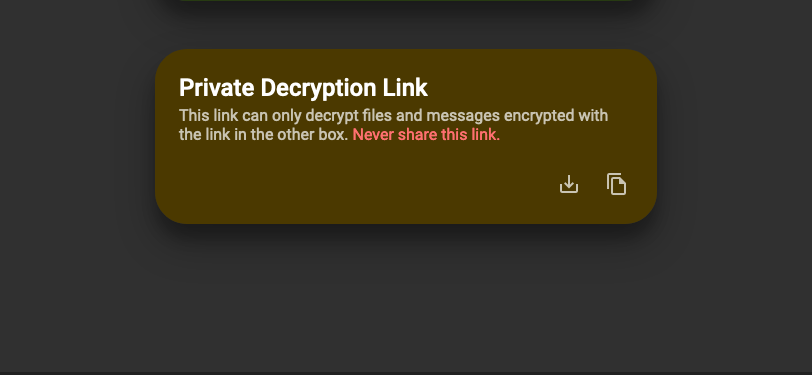 Private Decryption Link
This link can only decrypt files and messages encrypted with
the link in the other box. Never share this link.